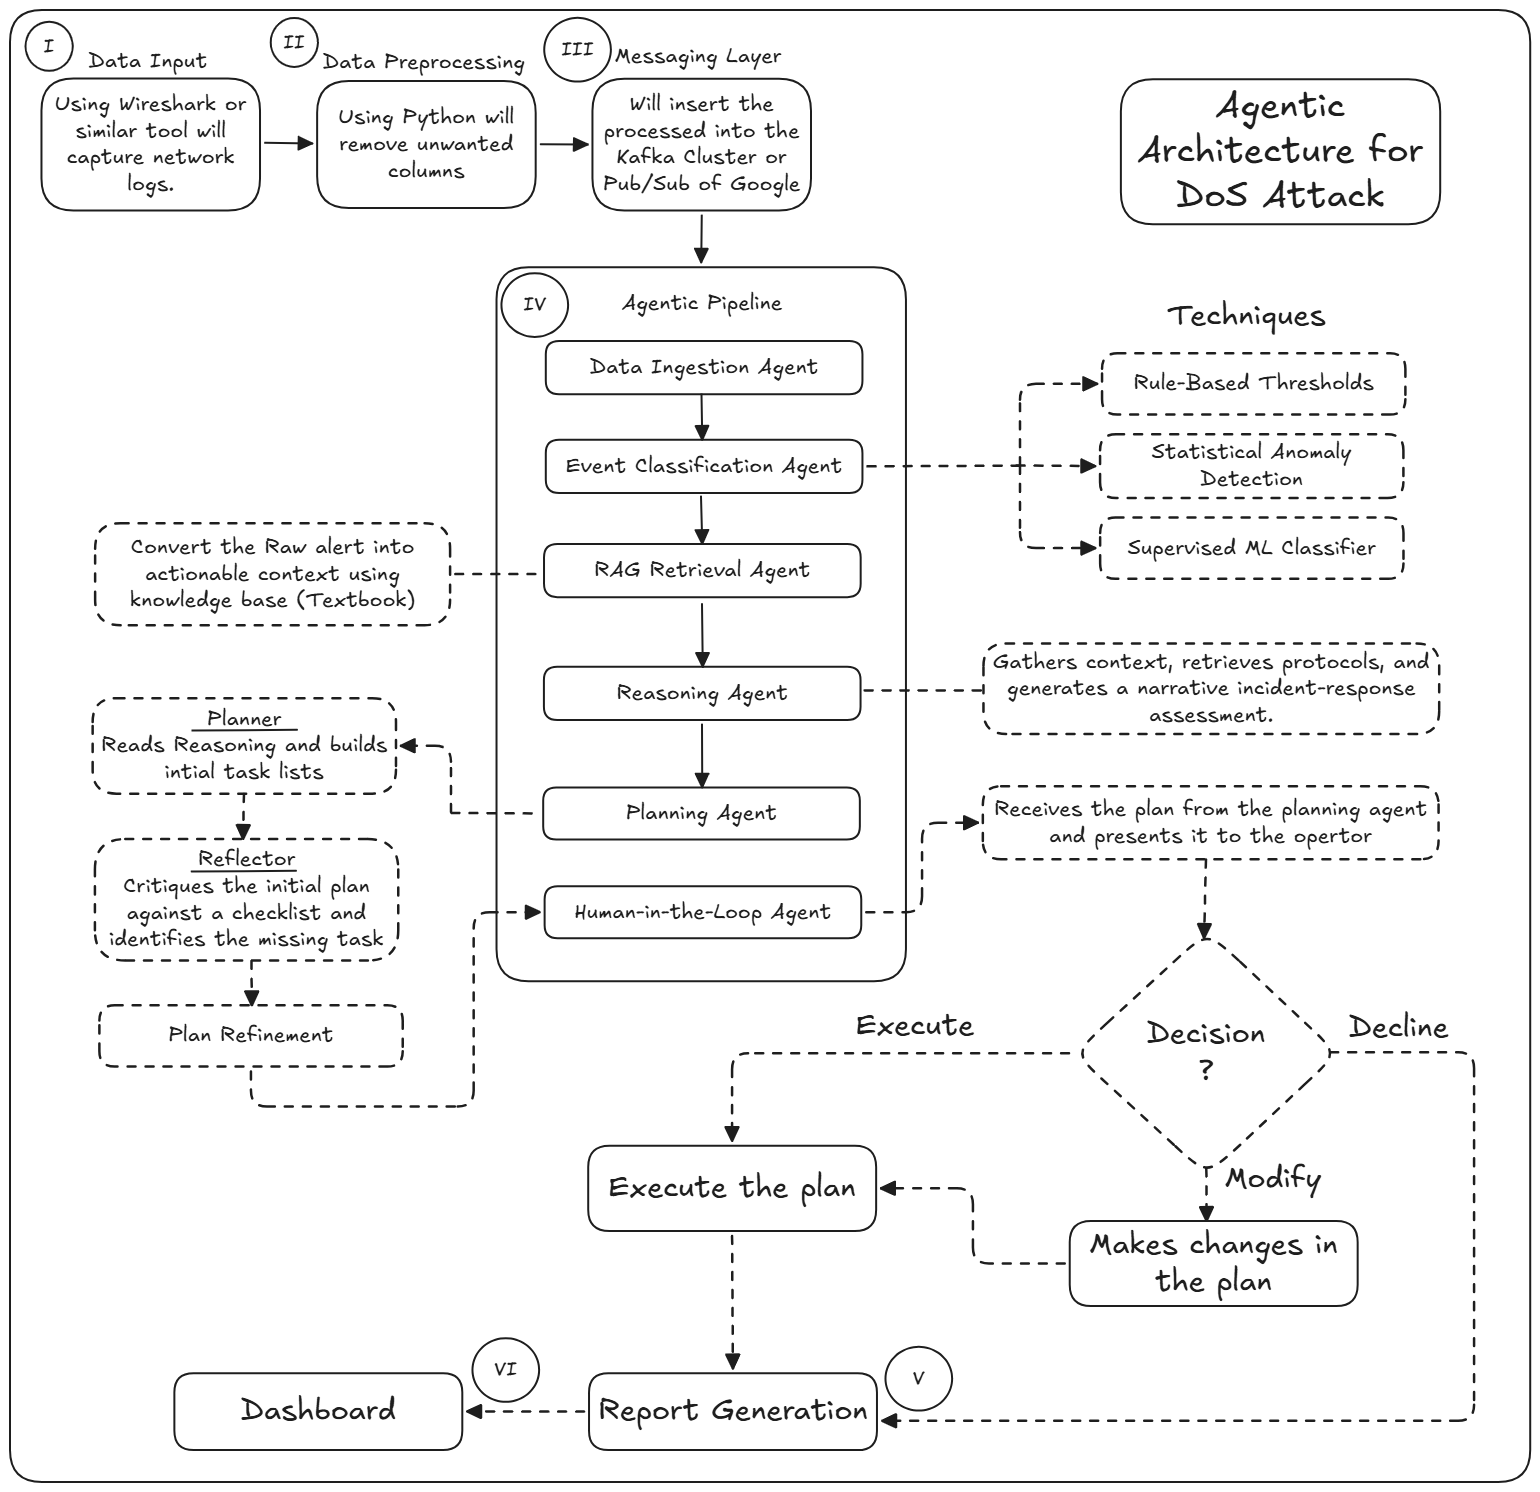 I
Data Input
Using Wireshark or
similar tool will
capture network
logs.
II
Data Preprocessing
Using Python will
remove unwanted
columns
III
Messaging Layer
Will insert the
processed into the
Kafka Cluster or
Pub/Sub of Google
Agentic
Architecture for
DoS Attack
IV
Agentic Pipeline
Data Ingestion Agent
Event Classification Agent
Techniques
Rule-Based Thresholds
Statistical Anomaly
Detection
Supervised ML Classifier
RAG Retrieval Agent
Convert the Raw alert into
actionable context using
knowledge base (Textbook)
Reasoning Agent
Gathers context, retrieves protocols, and
generates a narrative incident-response
assessment.
Planning Agent
Planner
Reads Reasoning and builds
intial task lists
Reflector
Critiques the initial plan
against a checklist and
identifies the missing task
Plan Refinement
Human-in-the-Loop Agent
Receives the plan from the planning agent
and presents it to the opertor
Decision
?
Execute
Decline
Modify
Execute the plan
Makes changes in
the plan
V
Report Generation
VI
Dashboard